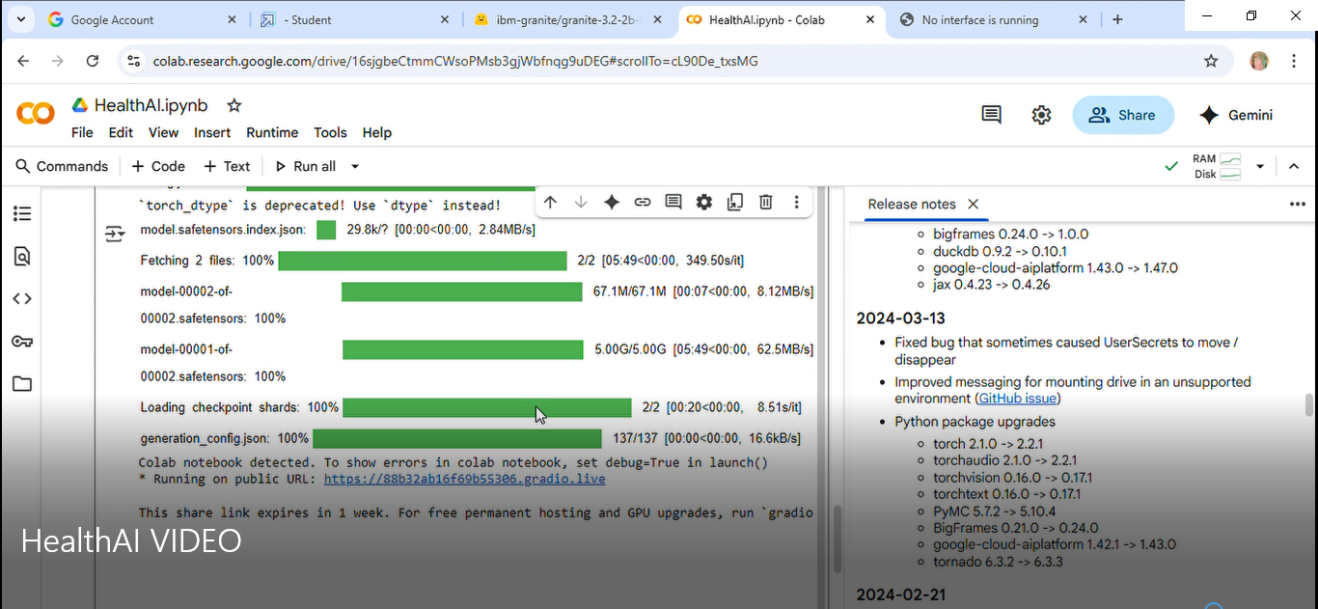 Google Account
- Student
ibm-granite/granite-3.2-2b-
HealthAI.ipynb - Colab
No interface is running
colab.research.google.com/drive/16sjgbeCtmmCWsoPMsb3gjWbfnqg9uDEG#scrollTo=cL90De_txsMG
HealthAI.ipynb
File Edit View Insert Runtime Tools Help
Share
Gemini
Commands + Code + Text Run all
RAM
Disk
`torch_dtype` is deprecated! Use `dtype` instead!
model.safetensors.index.json: 29.8k/? [00:00<00:00, 2.84MB/s]
Fetching 2 files: 100% 2/2 [05:49<00:00, 349.50s/it]
model-00002-of- 67.1M/67.1M [00:07<00:00, 8.12MB/s]
00002.safetensors: 100%
model-00001-of- 5.00G/5.00G [05:49<00:00, 62.5MB/s]
00002.safetensors: 100%
Loading checkpoint shards: 100% 2/2 [00:20<00:00, 8.51s/it]
generation_config.json: 100% 137/137 [00:00<00:00, 16.6kB/s]
Colab notebook detected. To show errors in colab notebook, set debug=True in launch()
* Running on public URL: https://88b32ab16f69b55306.gradio.live
This share link expires in 1 week. For free permanent hosting and GPU upgrades, run `gradio
HealthAI VIDEO
Release notes
bigframes 0.24.0 -> 1.0.0
duckdb 0.9.2 -> 0.10.1
google-cloud-aiplatform 1.43.0 -> 1.47.0
jax 0.4.23 -> 0.4.26
2024-03-13
Fixed bug that sometimes caused UserSecrets to move /
disappear
Improved messaging for mounting drive in an unsupported
environment (GitHub issue)
Python package upgrades
torch 2.1.0 -> 2.2.1
torchaudio 2.1.0 -> 2.2.1
torchvision 0.16.0 -> 0.17.1
torchtext 0.16.0 -> 0.17.1
PyMC 5.7.2 -> 5.10.4
BigFrames 0.21.0 -> 0.24.0
google-cloud-aiplatform 1.42.1 -> 1.43.0
tornado 6.3.2 -> 6.3.3
2024-02-21